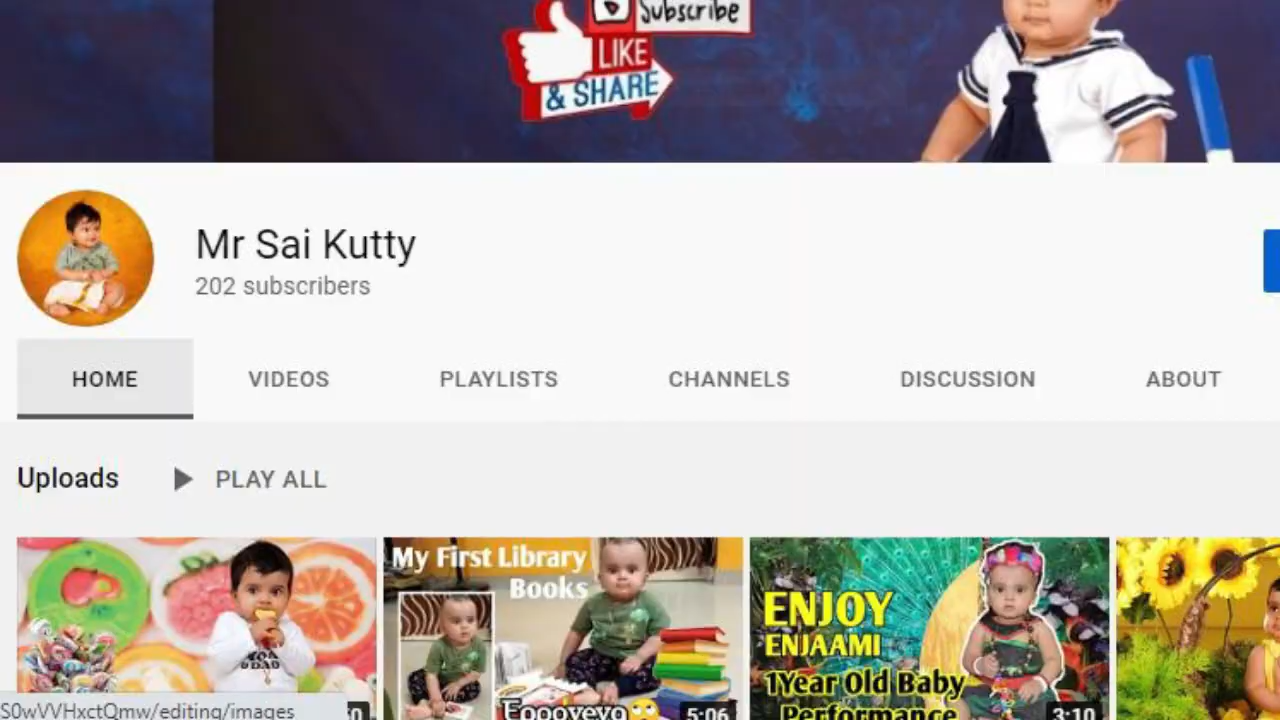 Subscribe
LIKE
& SHARE
Mr Sai Kutty
202 subscribers
HOME
VIDEOS
PLAYLISTS
CHANNELS
DISCUSSION
ABOUT
Uploads
PLAY ALL
My First Library
Books
5:06
ENJOY
ENJAAMI
1Year Old Baby
Performance
3:10
S0wVVHxctQmw/editing/images